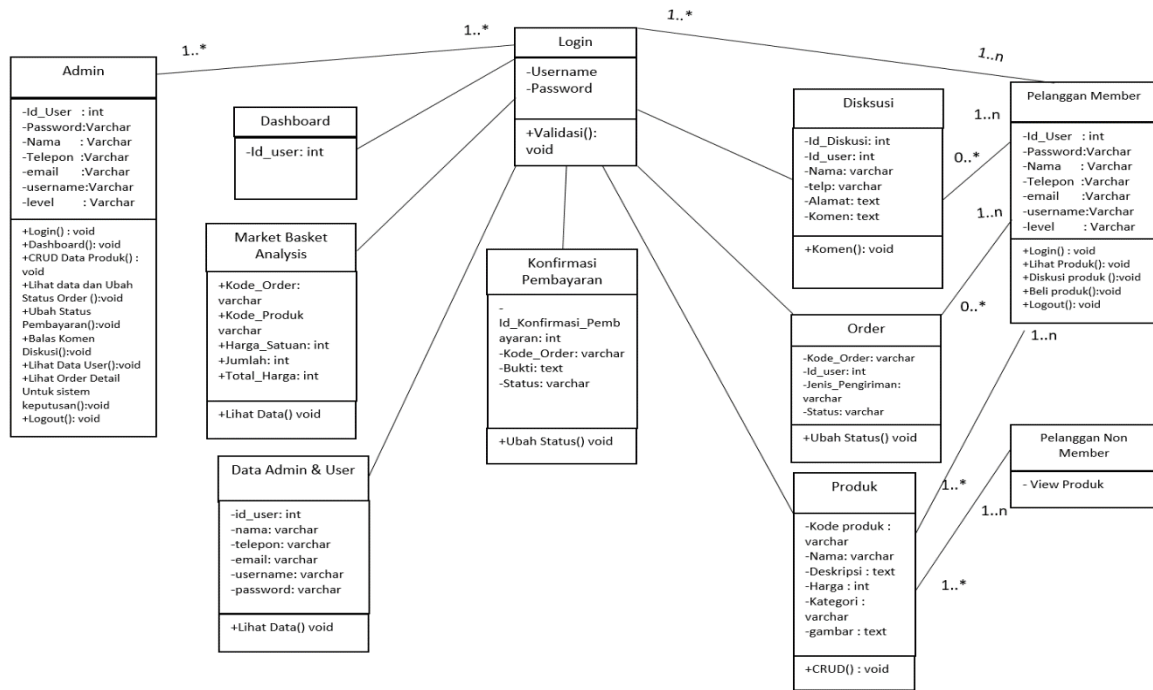 1..*
1..*
1..*
1..n
Admin
-Id_User : int
-Password:Varchar
-Nama : Varchar
-Telepon :Varchar
-email :Varchar
-username:Varchar
-level : Varchar
+Login() : void
+Dashboard(): void
+CRUD Data Produk() :
void
+Lihat data dan Ubah
Status Order ():void
+Ubah Status
Pembayaran():void
+Balas Komen
Diskusi():void
+Lihat Data User():void
+Lihat Order Detail
Untuk sistem
keputusan():void
+Logout(): void
Dashboard
-Id_user: int
Market Basket
Analysis
+Kode_Order:
varchar
+Kode_Produk
varchar
+Harga_Satuan: int
+Jumlah: int
+Total_Harga: int
+Lihat Data() void
Data Admin & User
-id_user: int
-nama: varchar
-telepon: varchar
-email: varchar
-username: varchar
-password: varchar
+Lihat Data() void
Login
-Username
-Password
+Validasi():
void
Konfirmasi
Pembayaran
-
Id_Konfirmasi_Pemb
ayaran: int
-Kode_Order: varchar
-Bukti: text
-Status: varchar
+Ubah Status() void
Disksusi
-Id_Diskusi: int
-Id_user: int
-Nama: varchar
-telp: varchar
-Alamat: text
-Komen: text
+Komen(): void
1..n
0..*
1..n
0..*
Order
-Kode_Order: varchar
-Id_user: int
-Jenis_Pengiriman:
varchar
-Status: varchar
+Ubah Status() void
Produk
-Kode produk :
varchar
-Nama: varchar
-Deskripsi : text
-Harga : int
-Kategori :
varchar
-gambar : text
+CRUD() : void
1..n
1..*
1..n
1..*
Pelanggan Member
-Id_User : int
-Password:Varchar
-Nama : Varchar
-Telepon :Varchar
-email :Varchar
-username:Varchar
-level : Varchar
+Login() : void
+Lihat Produk(): void
+Diskusi produk ():void
+Beli produk():void
+Logout(): void
Pelanggan Non
Member
- View Produk